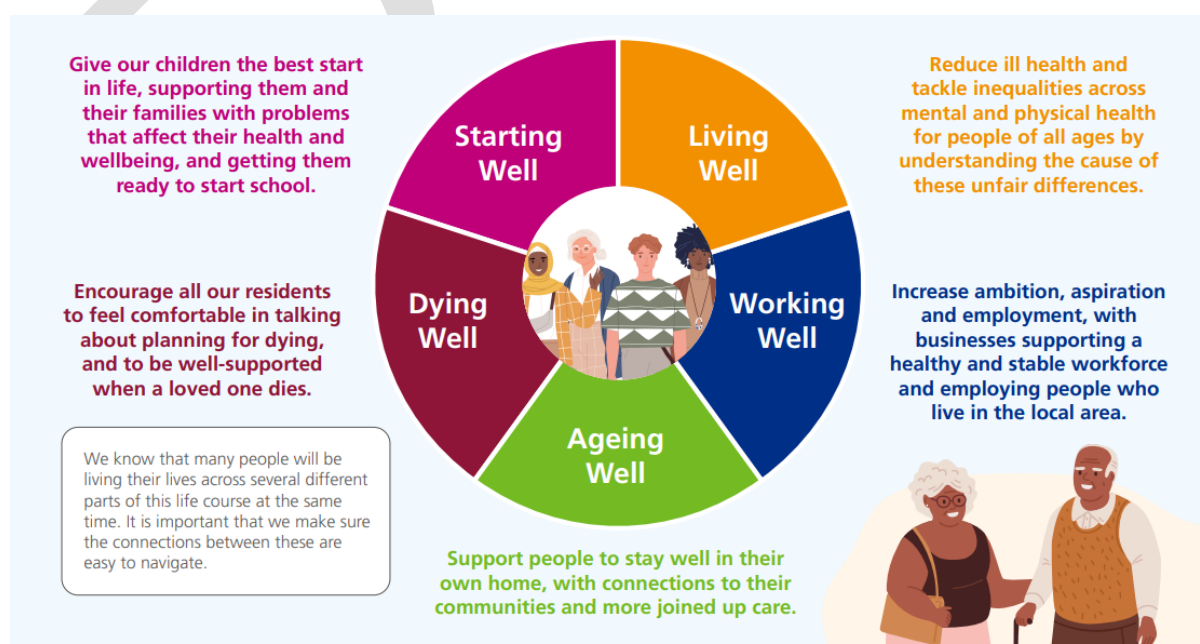 Give our children the best start
in life, supporting them and
their families with problems
that affect their health and
wellbeing, and getting them
ready to start school.
Starting
Well
Living
Well
Reduce ill health and
tackle inequalities across
mental and physical health
for people of all ages by
understanding the cause of
these unfair differences.
Encourage all our residents
to feel comfortable in talking
about planning for dying,
and to be well-supported
when a loved one dies.
Dying
Well
Working
Well
Increase ambition, aspiration
and employment, with
businesses supporting a
healthy and stable workforce
and employing people who
live in the local area.
Ageing
Well
We know that many people will be
living their lives across several different
parts of this life course at the same
time. It is important that we make sure
the connections between these are
easy to navigate.
Support people to stay well in their
own home, with connections to their
communities and more joined up care.